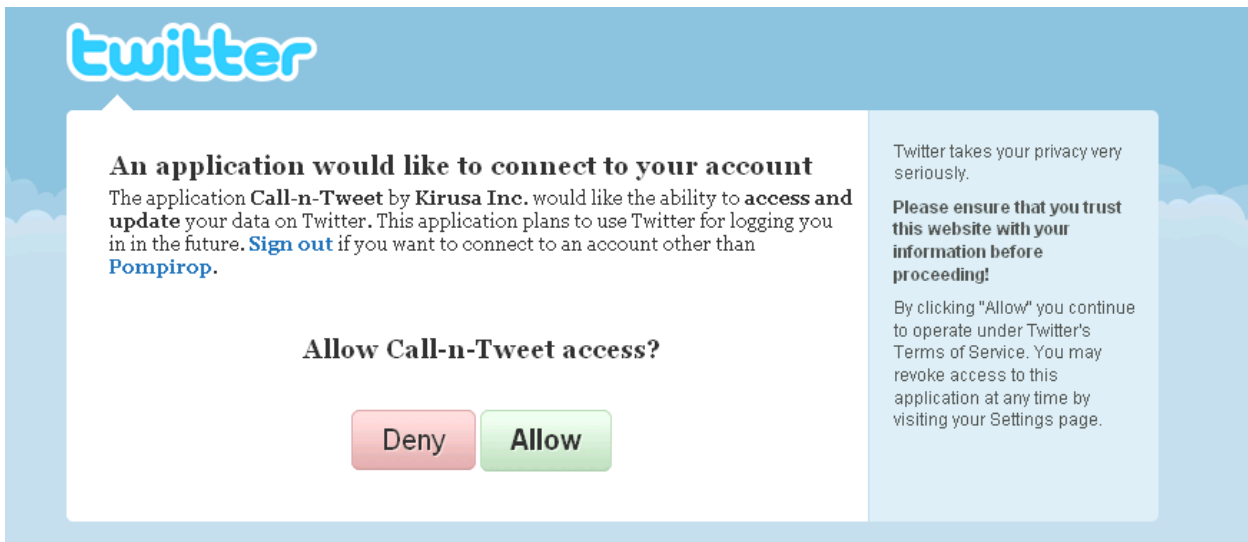 twitter
An application would like to connect to your account
The application Call-n-Tweet by Kirusa Inc. would like the ability to access and
update your data on Twitter. This application plans to use Twitter for logging you
in in the future. Sign out if you want to connect to an account other than
Pompirop.
Allow Call-n-Tweet access?
Deny
Allow
Twitter takes your privacy very
seriously.
Please ensure that you trust
this website with your
information before
proceeding!
By clicking "Allow" you continue
to operate under Twitter's
Terms of Service. You may
revoke access to this
application at any time by
visiting your Settings page.